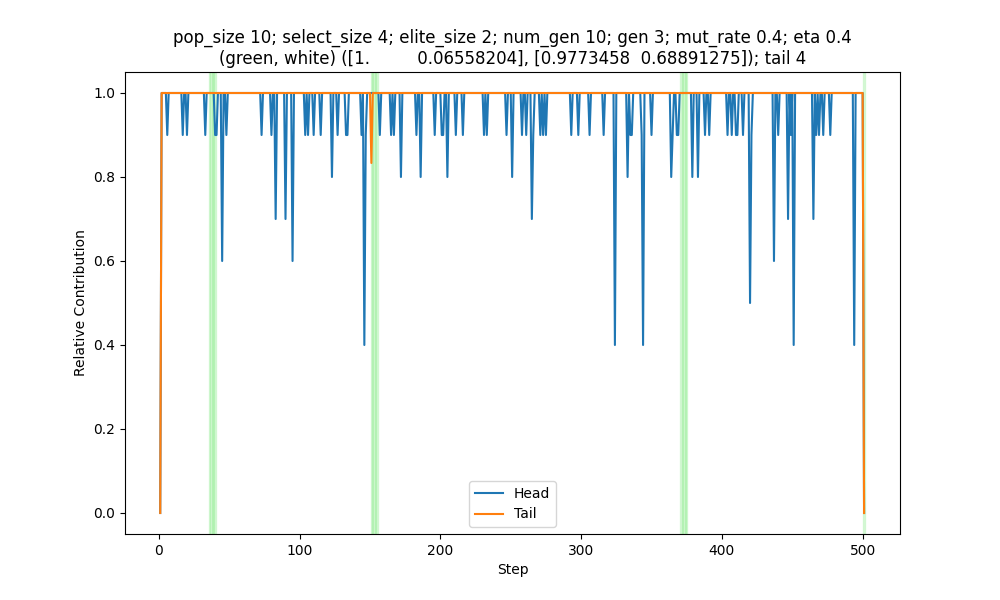 pop_size 10; select_size 4; elite_size 2; num_gen 10; gen 3; mut_rate 0.4; eta 0.4
(green, white) ([1.         0.06558204], [0.9773458  0.68891275]); tail 4
1.0
0.8
0.6
0.4
0.2
0.0
Relative Contribution
Head
Tail
0
100
200
300
400
500
Step